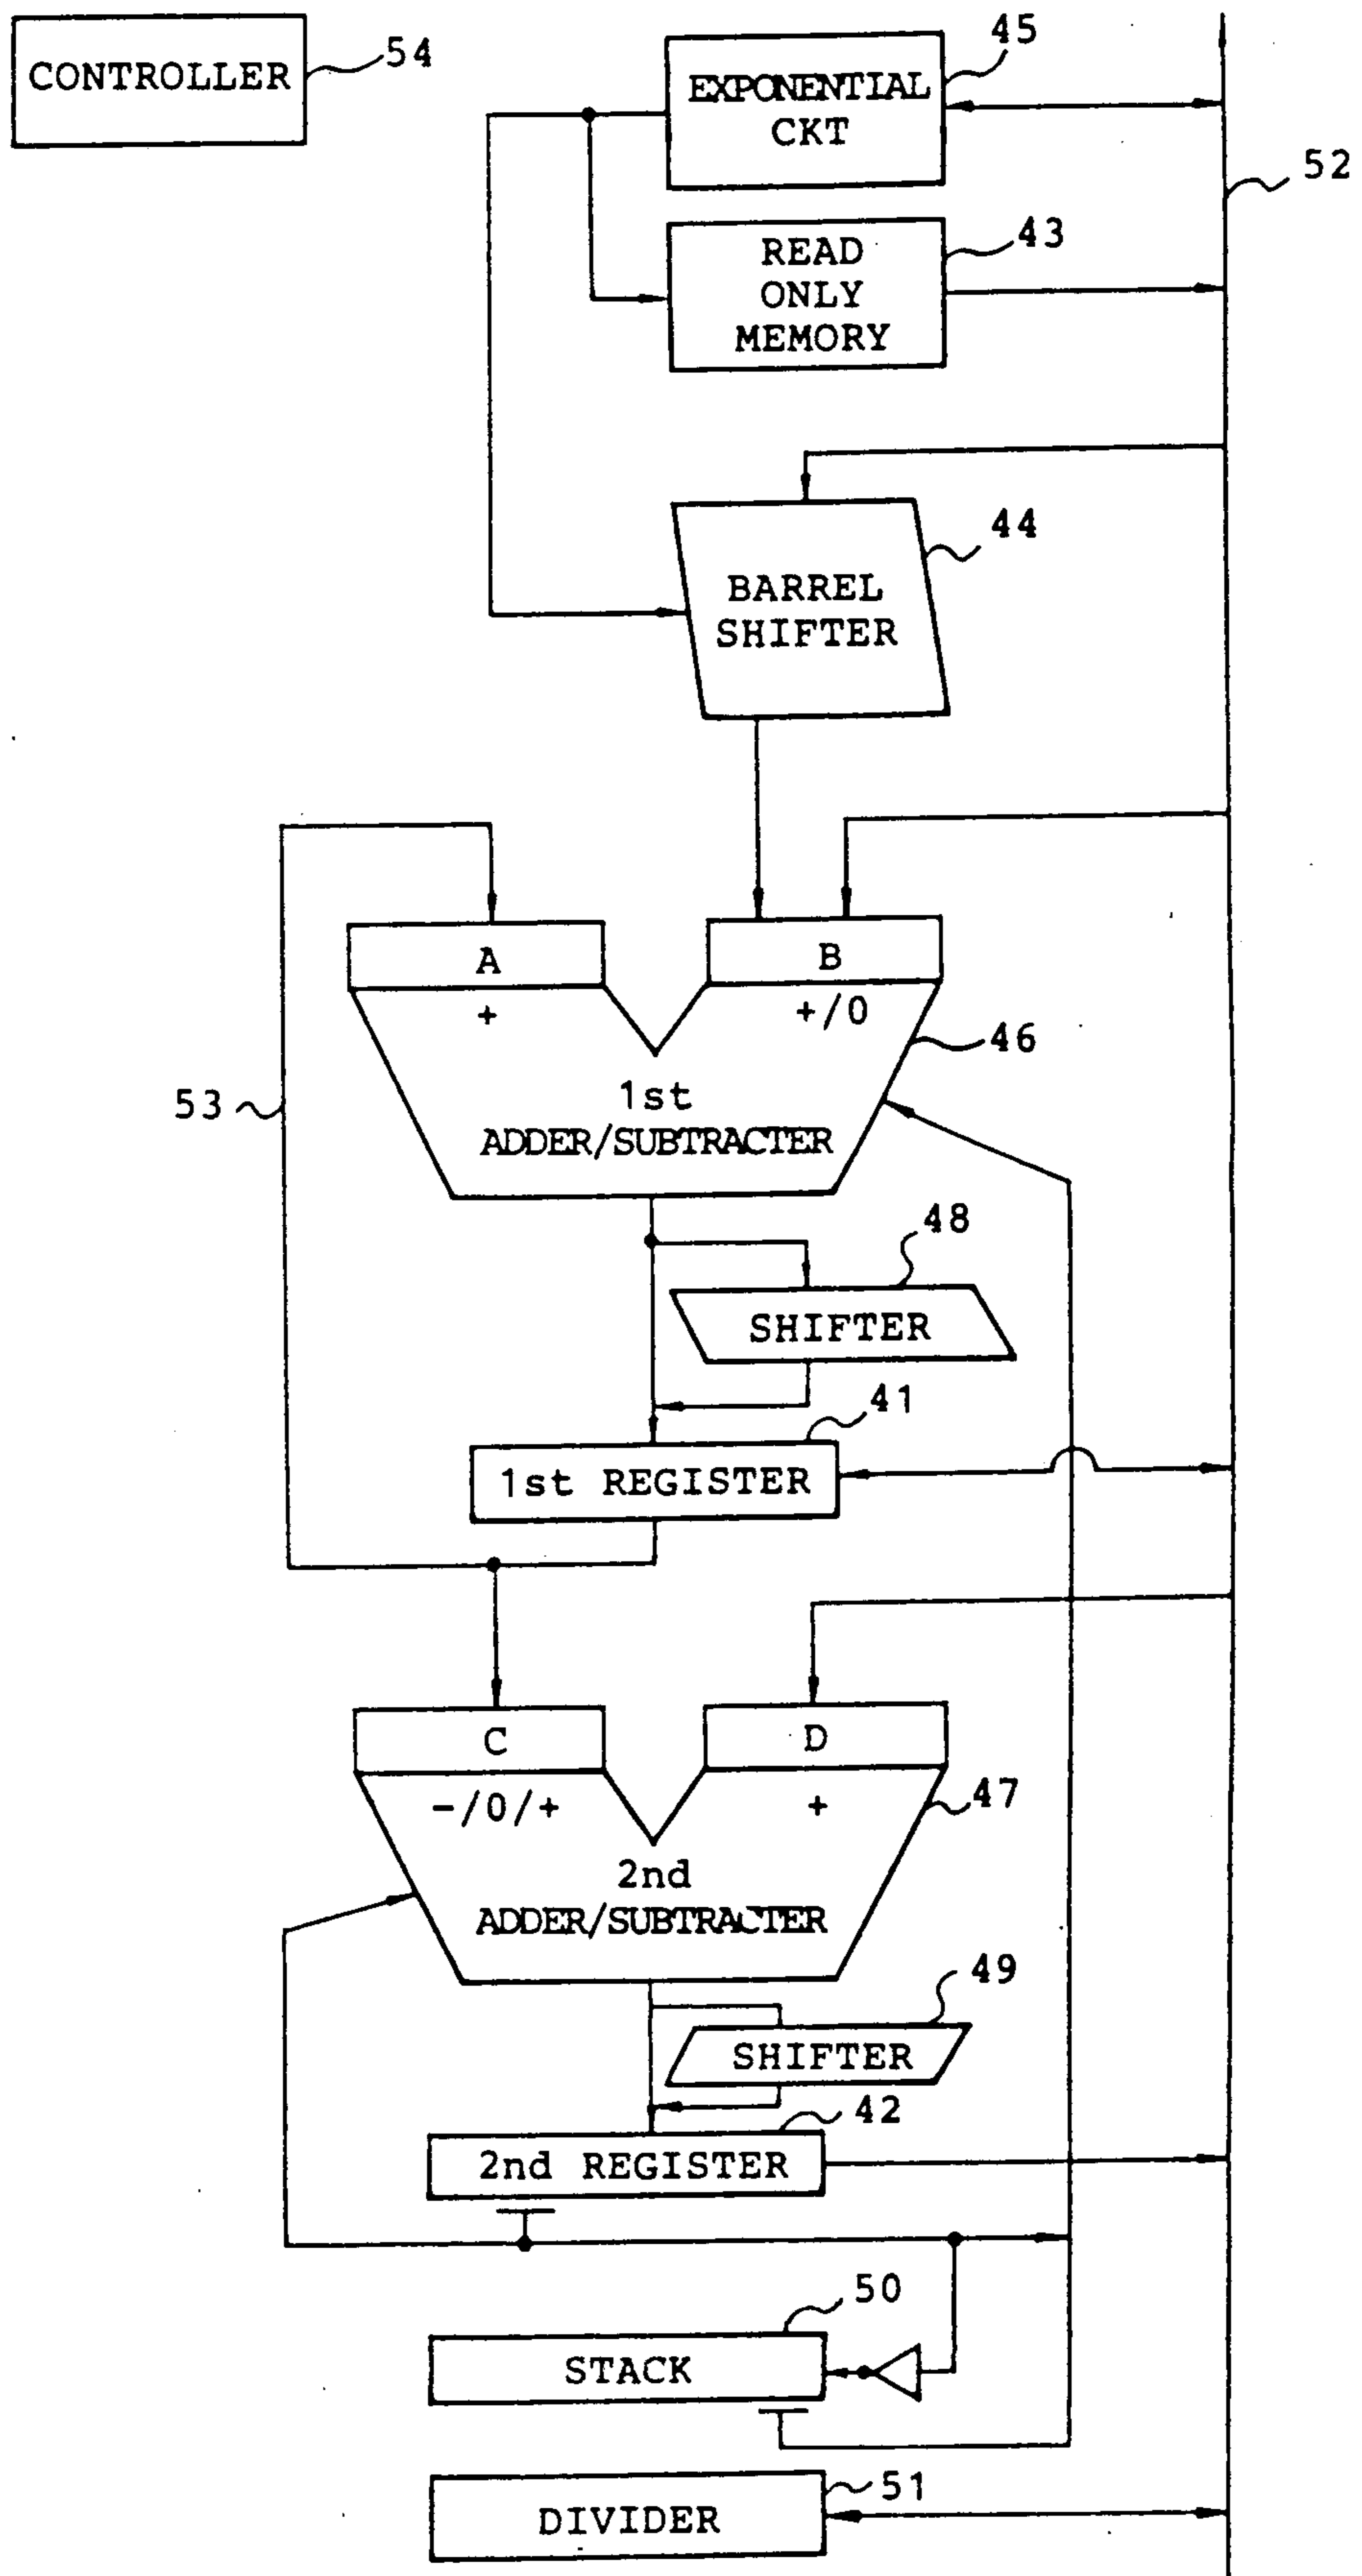 CONTROLLER
54
EXPONENTIAL
CKT
45
52
READ
ONLY
MEMORY
43
BARREL
SHIFTER
44
A
B
+
+/0
46
53
1st
ADDER/SUBTRACTER
48
SHIFTER
41
1st REGISTER
C
D
-/0/+
+
47
2nd
ADDER/SUBTRACTER
49
SHIFTER
42
2nd REGISTER
50
STACK
51
DIVIDER